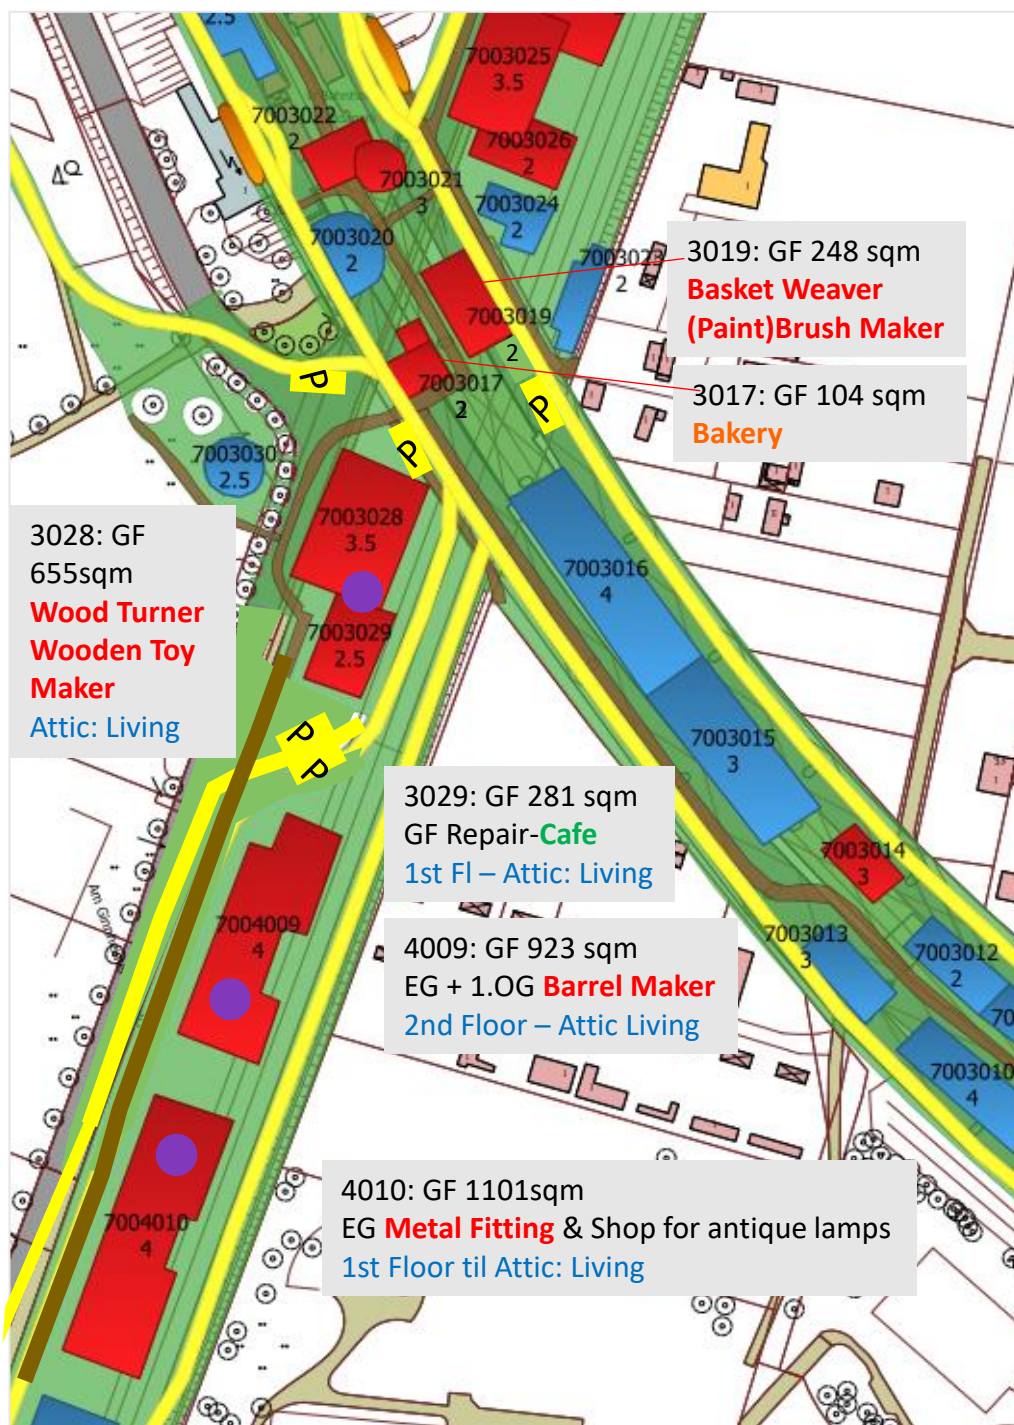 2.5
7003025
3.5
7003022
2
7003026
2
7003021
3
7003024
2
7003020
2
7003023
2
3019: GF 248 sqm
Basket Weaver
(Paint)Brush Maker
7003019
2
7003017
2
3017: GF 104 sqm
Bakery
P
P
P
7003030
2.5
7003028
3.5
3028: GF
655sqm
Wood Turner
Wooden Toy
Maker
Attic: Living
7003016
4
7003029
2.5
P
P
7003015
3
3029: GF 281 sqm
GF Repair-Cafe
1st Fl – Attic: Living
7003014
3
7004009
4
4009: GF 923 sqm
EG + 1.OG Barrel Maker
2nd Floor – Attic Living
7003013
3
7003012
2
70
7003010
4
4010: GF 1101sqm
EG Metal Fitting & Shop for antique lamps
1st Floor til Attic: Living
7004010
4